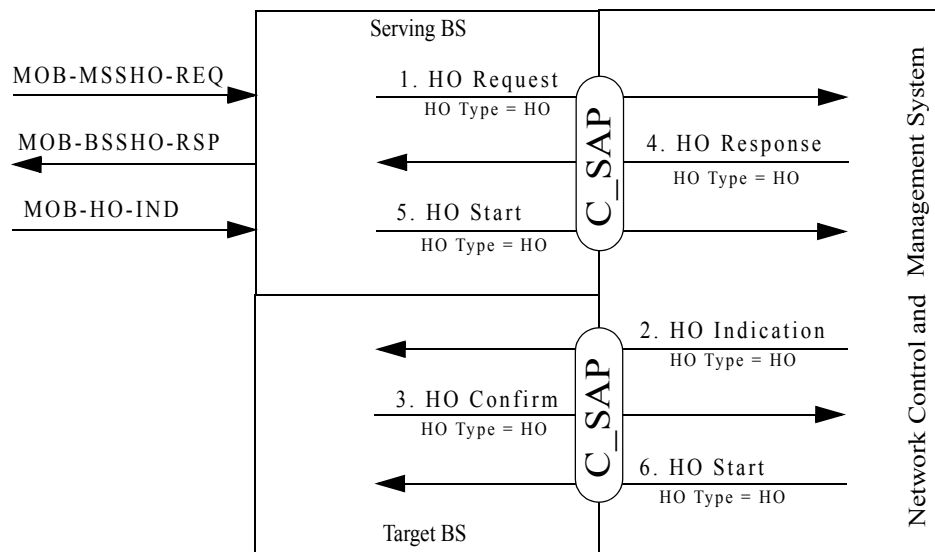 Serving BS
MOB-MSSHO-REQ
MOB-BSSHO-RSP
MOB-HO-IND
1. HO Request
HO Type = HO
4. HO Response
HO Type = HO
5. HO Start
HO Type = HO
C_SAP
2. HO Indication
HO Type = HO
3. HO Confirm
HO Type = HO
6. HO Start
HO Type = HO
C_SAP
Target BS
Network Control and Management System